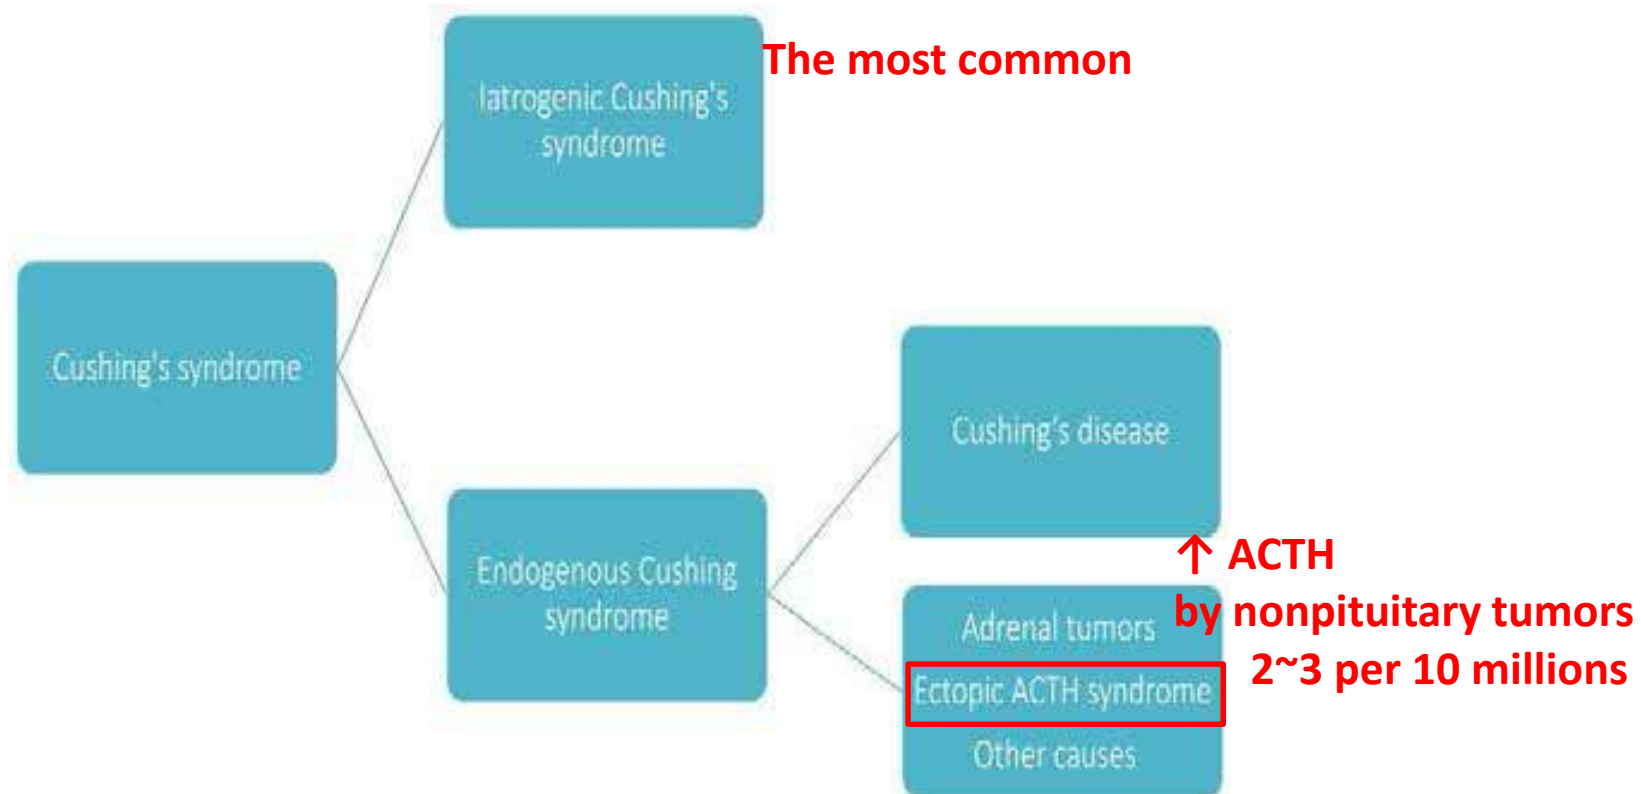 The most common
Iatrogenic Cushing's
syndrome
Cushing's syndrome
Cushing's disease
Endogenous Cushing
syndrome
↑ ACTH
by nonpituitary tumors
2~3 per 10 millions
Adrenal tumors
Ectopic ACTH syndrome
Other causes